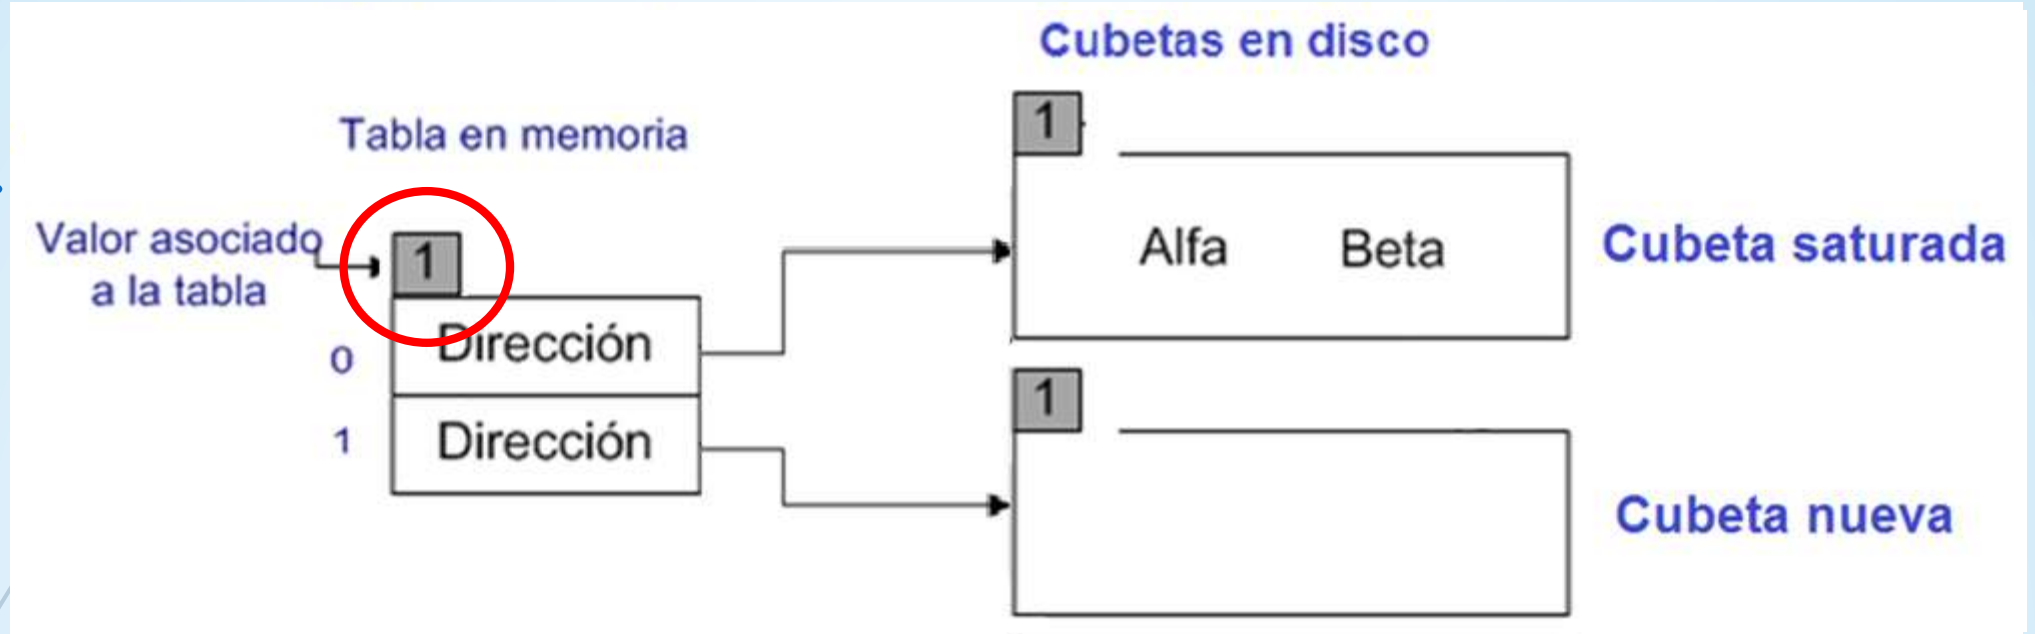 Cubetas en disco
Tabla en memoria
1
Valor asociado
a la tabla
1
0
Dirección
1
Dirección
Alfa Beta
Cubeta saturada
1
Cubeta nueva